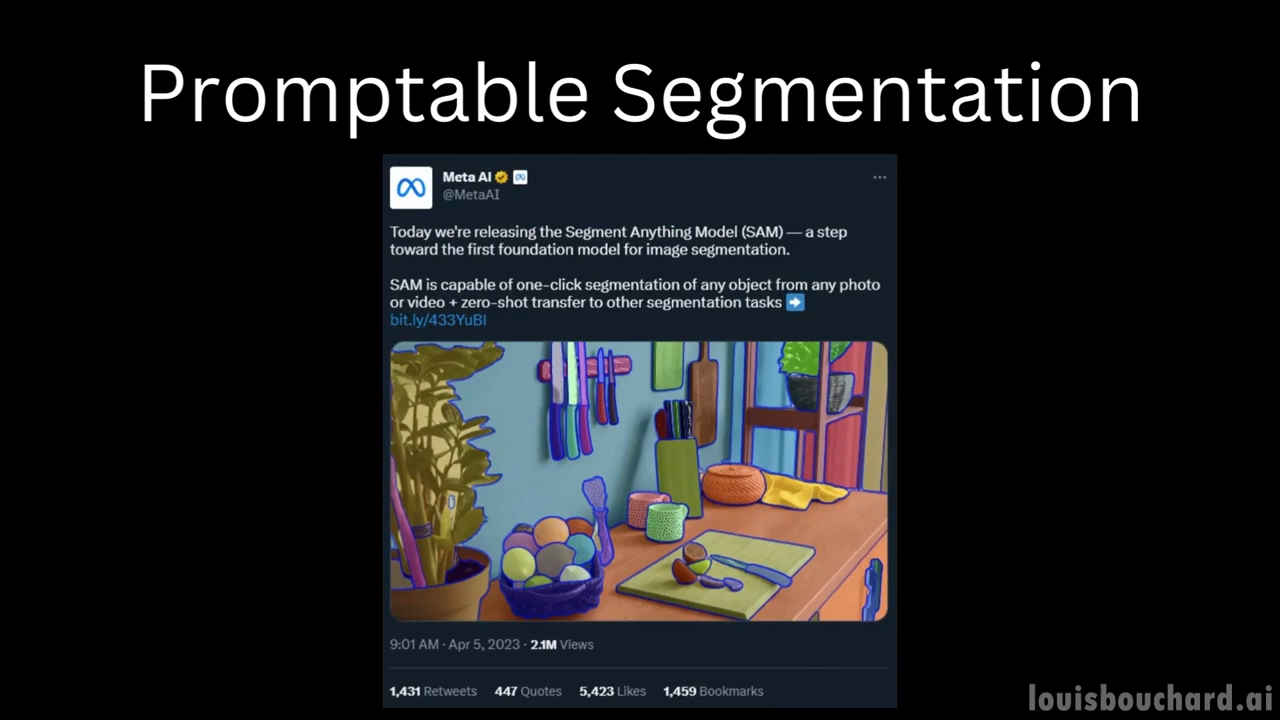 Promptable Segmentation
Meta AI
@MetaAI
Today we're releasing the Segment Anything Model (SAM) — a step
toward the first foundation model for image segmentation.
SAM is capable of one-click segmentation of any object from any photo
or video + zero-shot transfer to other segmentation tasks ➡
bit.ly/433YuBI
9:01 AM · Apr 5, 2023 · 2.1M Views
1,431 Retweets 447 Quotes 5,423 Likes 1,459 Bookmarks
louisbouchard.ai